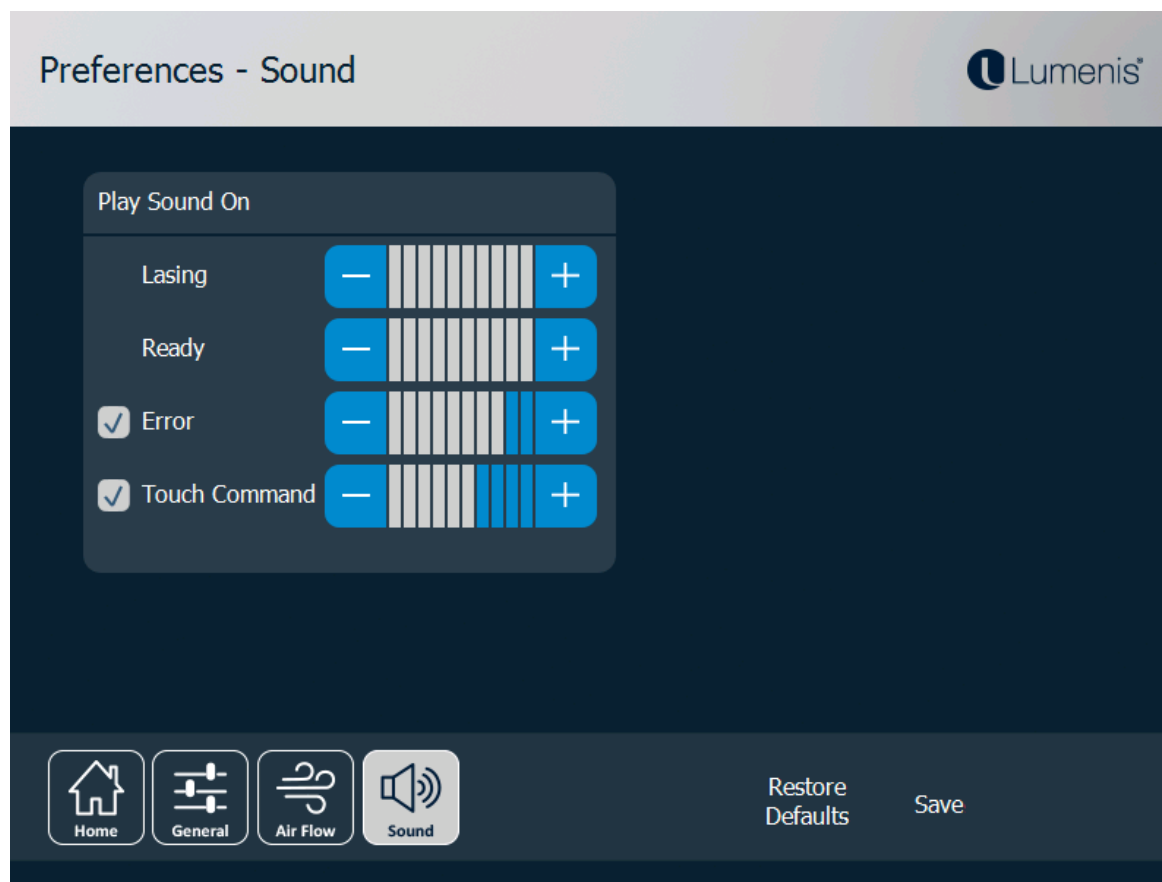 Preferences - Sound
Lumenis®
Play Sound On
Lasing
Ready
Error
Touch Command
Home
General
Air Flow
Sound
Restore
Defaults
Save